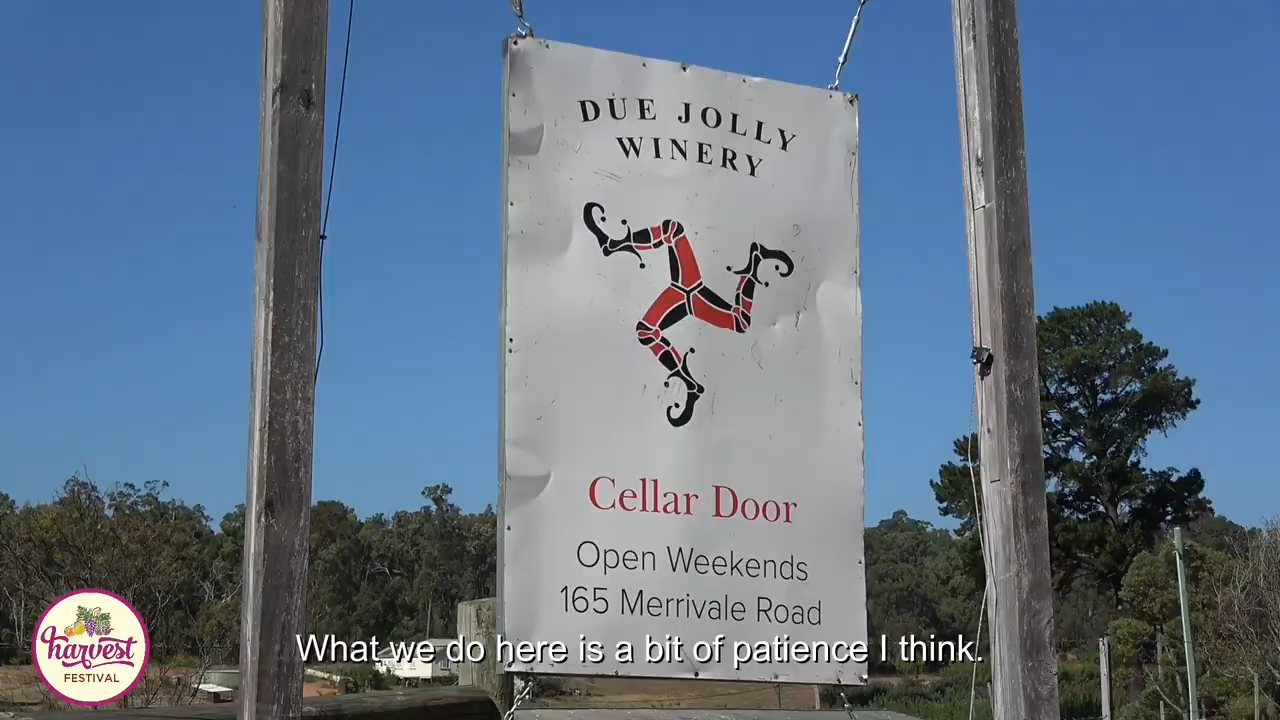 DUE JOLLY
WINERY
Cellar Door
Open Weekends
165 Merrivale Road
What we do here is a bit of patience I think.
harvest
FESTIVAL